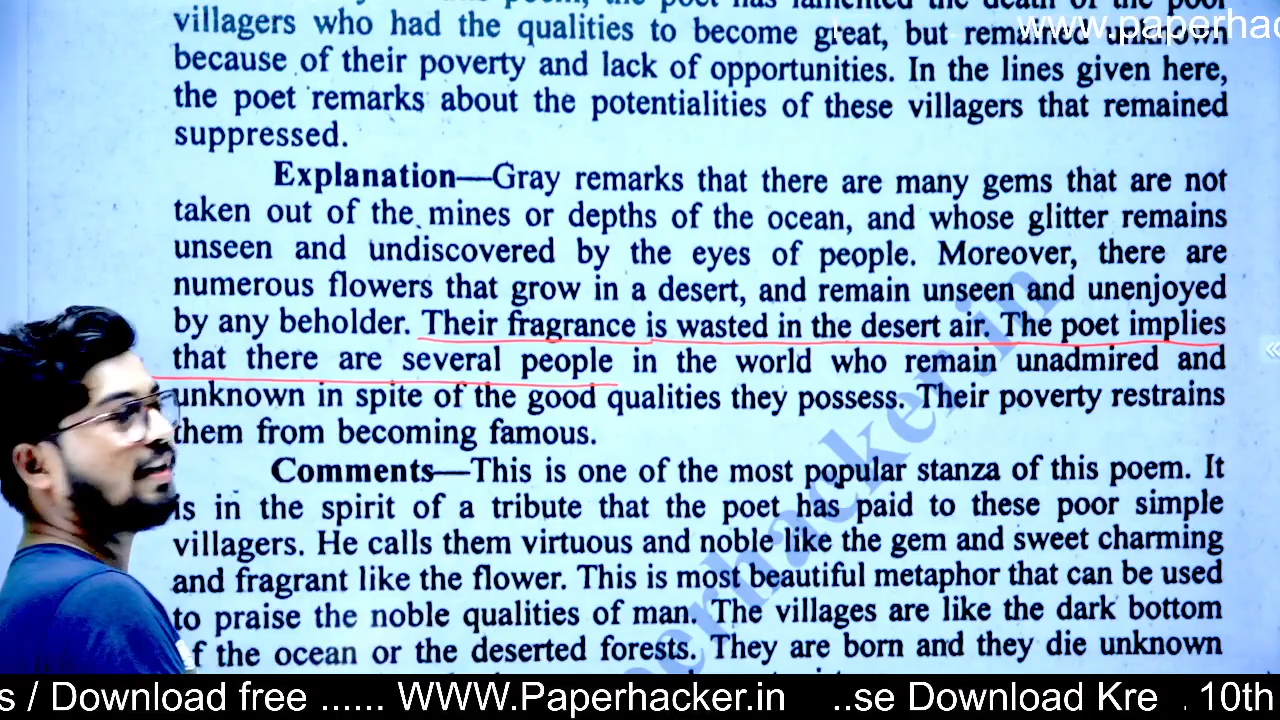 villagers who had the qualities to become great, but remained unknown
because of their poverty and lack of opportunities. In the lines given here,
the poet remarks about the potentialities of these villagers that remained
suppressed.
Explanation—Gray remarks that there are many gems that are not
taken out of the mines or depths of the ocean, and whose glitter remains
unseen and undiscovered by the eyes of people. Moreover, there are
numerous flowers that grow in a desert, and remain unseen and unenjoyed
by any beholder. Their fragrance is wasted in the desert air. The poet implies
that there are several people in the world who remain unadmired and
unknown in spite of the good qualities they possess. Their poverty restrains
them from becoming famous.
Comments—This is one of the most popular stanza of this poem. It
is in the spirit of a tribute that the poet has paid to these poor simple
villagers. He calls them virtuous and noble like the gem and sweet charming
and fragrant like the flower. This is most beautiful metaphor that can be used
to praise the noble qualities of man. The villages are like the dark bottom
of the ocean or the deserted forests. They are born and they die unknown
www.paperhac
paperhacker.in
s / Download free ...... WWW.Paperhacker.in ..se Download Kre . 10th